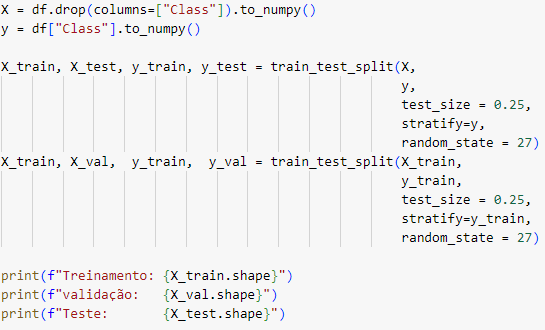 X = df.drop(columns=["Class"]).to_numpy()
y = df["Class"].to_numpy()
X_train, X_test, y_train, y_test = train_test_split(X,
y,
test_size = 0.25,
stratify=y,
random_state = 27)
X_train, X_val,  y_train,  y_val = train_test_split(X_train,
y_train,
test_size = 0.25,
stratify=y_train,
random_state = 27)
print(f"Treinamento: {X_train.shape}")
print(f"validação:   {X_val.shape}")
print(f"Teste:       {X_test.shape}")